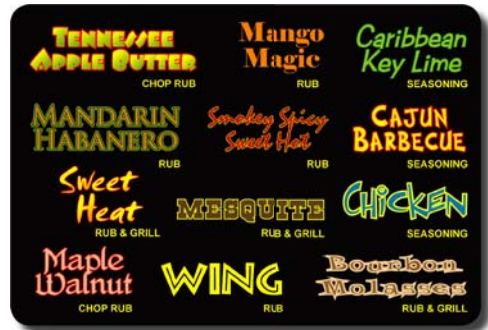 TENNESSEE
APPLE BUTTER
CHOP RUB
Mango
Magic
RUB
Caribbean
Key Lime
SEASONING
MANDARIN
HABANERO
RUB
Smokey Spicy
Sweet Hot
RUB
CAJUN
BARBECUE
SEASONING
Sweet
Heat
RUB & GRILL
MESQUITE
RUB & GRILL
CHICKEN
SEASONING
Maple
Walnut
CHOP RUB
WING
RUB
Bourbon
Molasses
RUB & GRILL